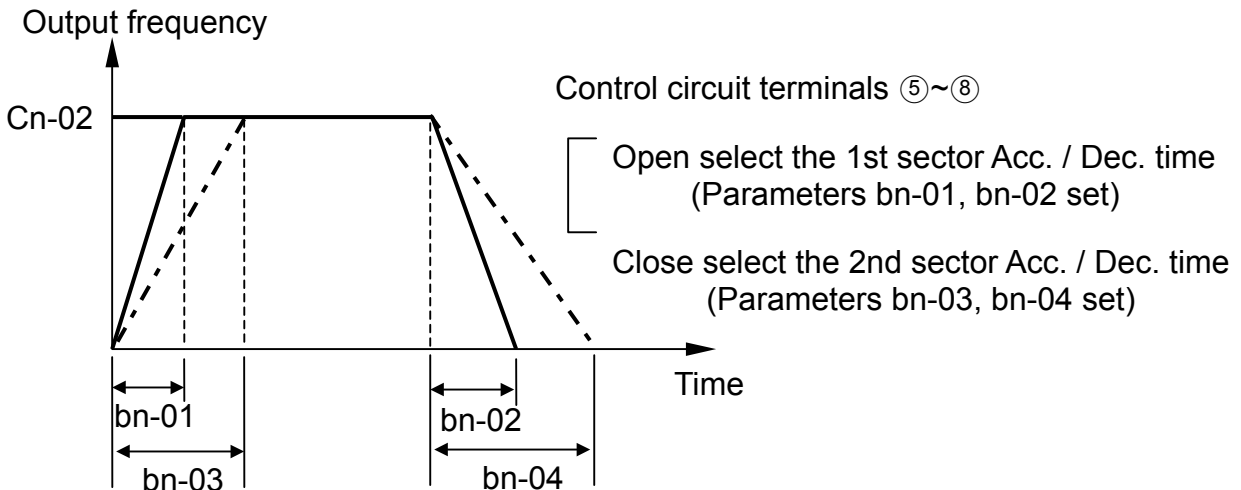 Output frequency
Cn-02
Control circuit terminals ⑤~⑧
Open select the 1st sector Acc. / Dec. time
(Parameters bn-01, bn-02 set)
Close select the 2nd sector Acc. / Dec. time
(Parameters bn-03, bn-04 set)
Time
bn-01
bn-02
bn-03
bn-04